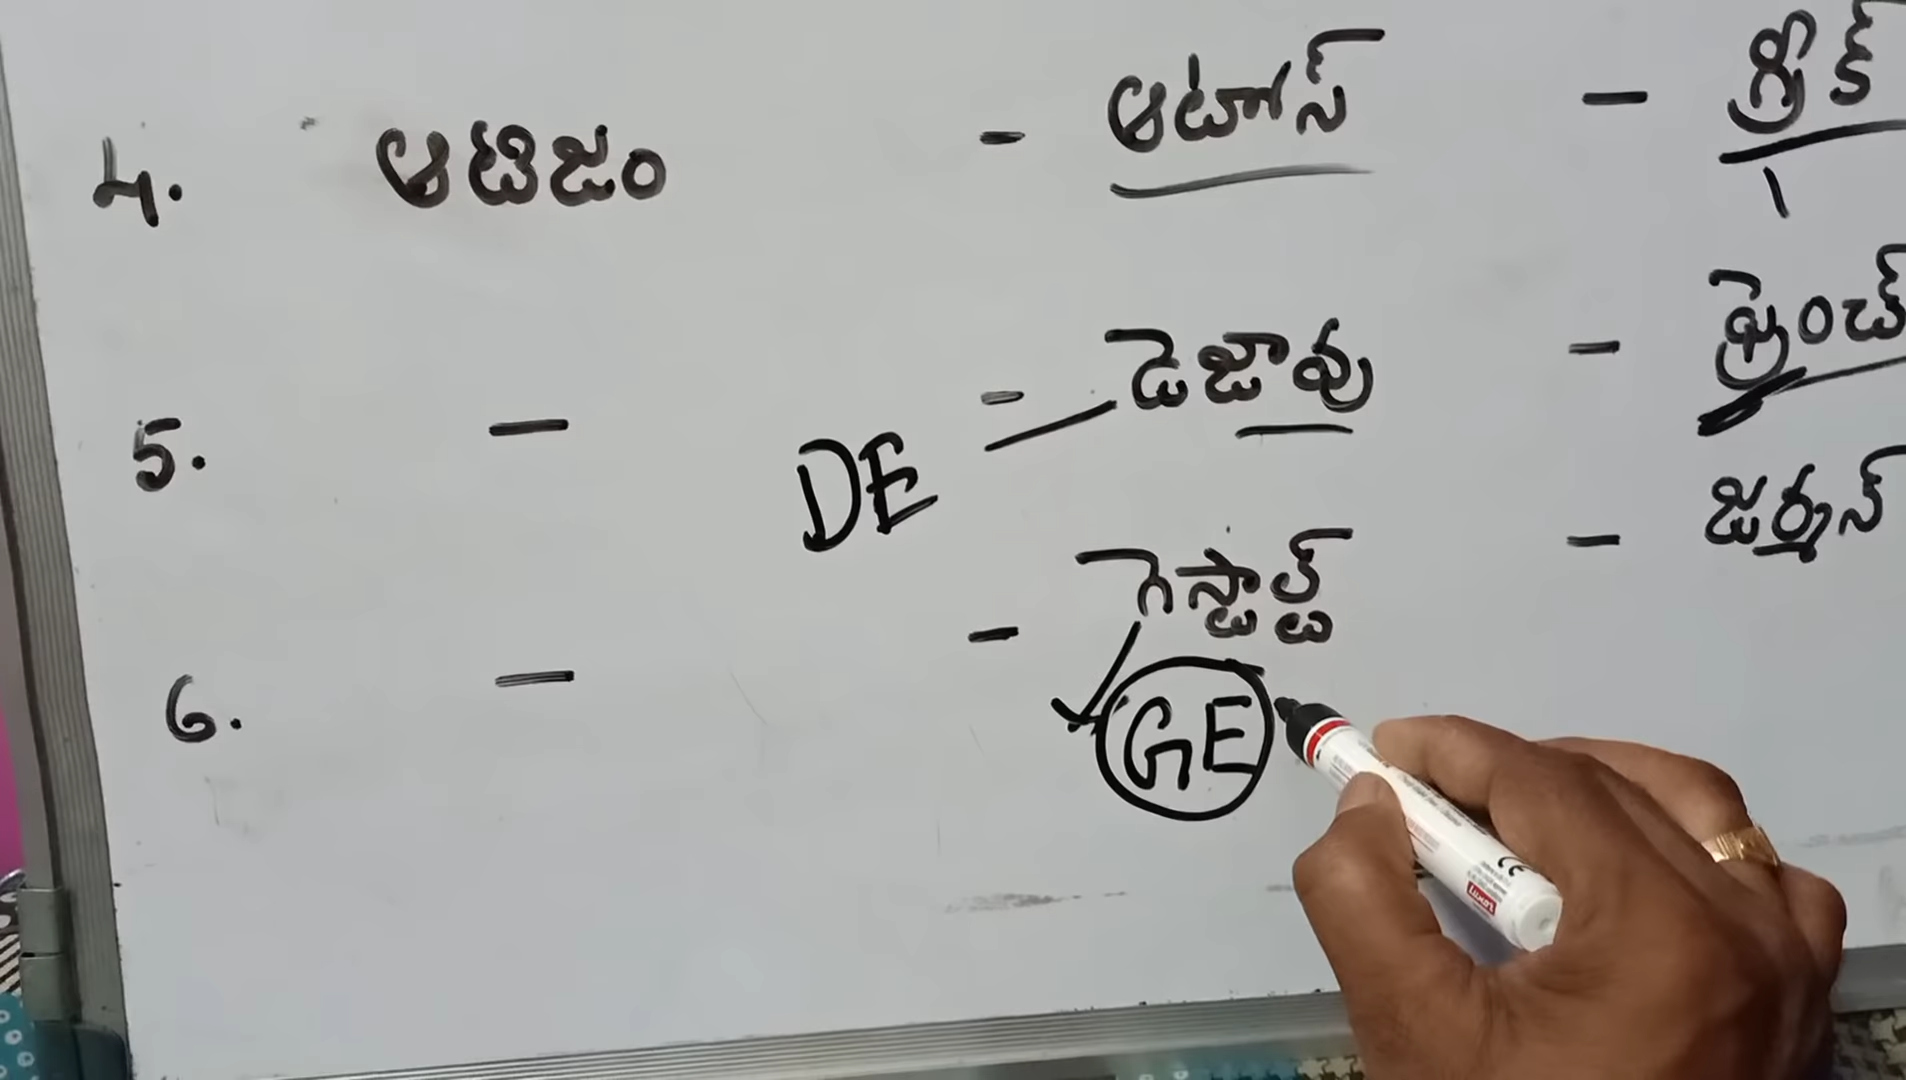 4. ఆటిజం - ఆటోస్ - గ్రీక్
5. - - డెజావు - ఫ్రెంచ్
DE
6. - - గెస్టాల్ట్ - జర్మన్
GE